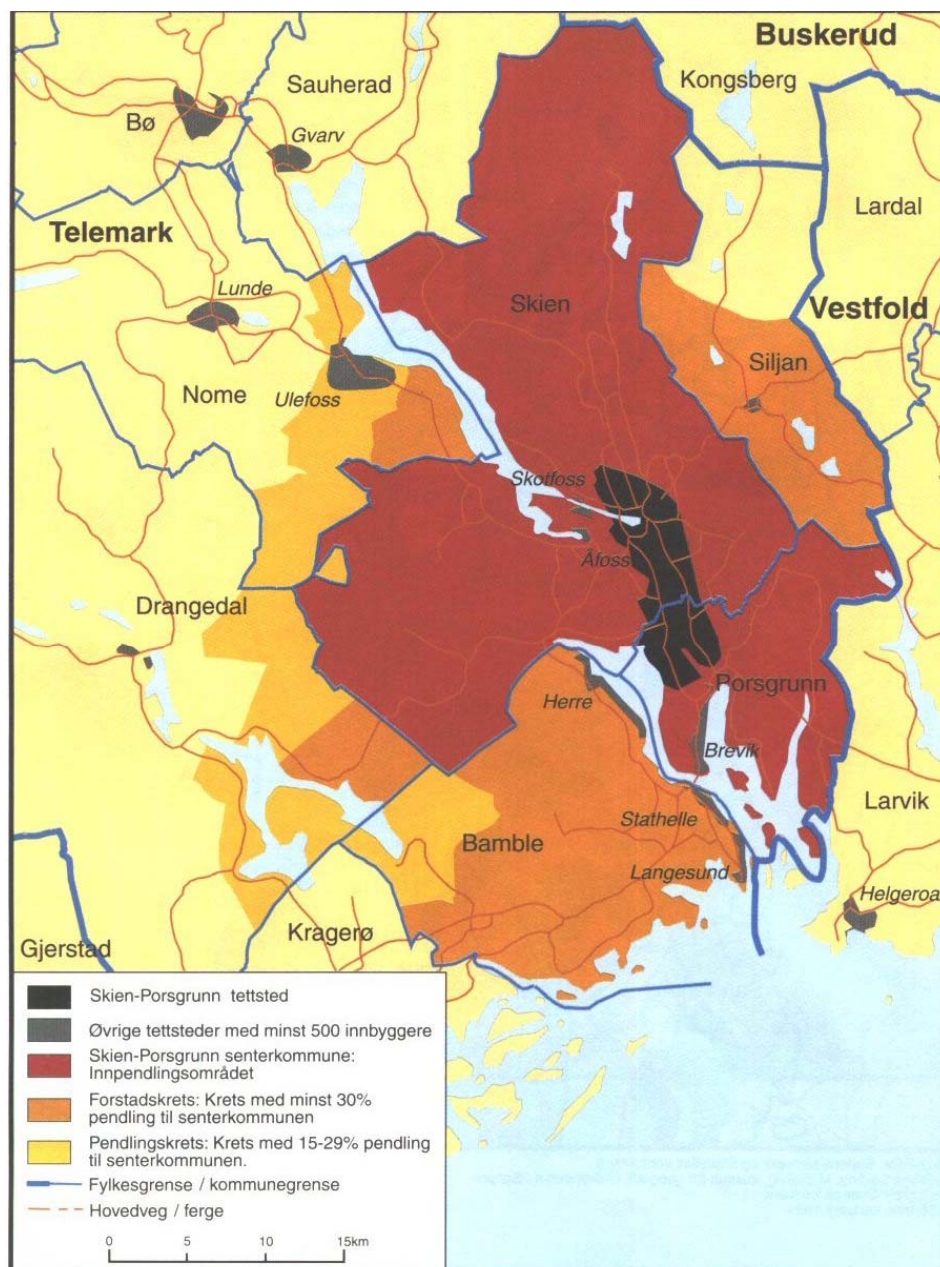 Buskerud
Kongsberg
Sauherad
Bø
Gvarv
Lardal
Telemark
Lunde
Skien
Vestfold
Siljan
Nome
Ulefoss
Skotfoss
Åfoss
Drangedal
Porsgrunn
Herre
Brevik
Larvik
Stathelle
Bamble
Langesund
Helgeroa
Kragerø
Gjerstad
Skien-Porsgrunn tettsted
Øvrige tettsteder med minst 500 innbyggere
Skien-Porsgrunn senterkommune:
Innpendlingsområdet
Forstadskrets: Krets med minst 30%
pendling til senterkommunen
Pendlingskrets: Krets med 15-29% pendling
til senterkommunen.
Fylkesgrense / kommunegrense
Hovedveg / ferge
0 5 10 15km